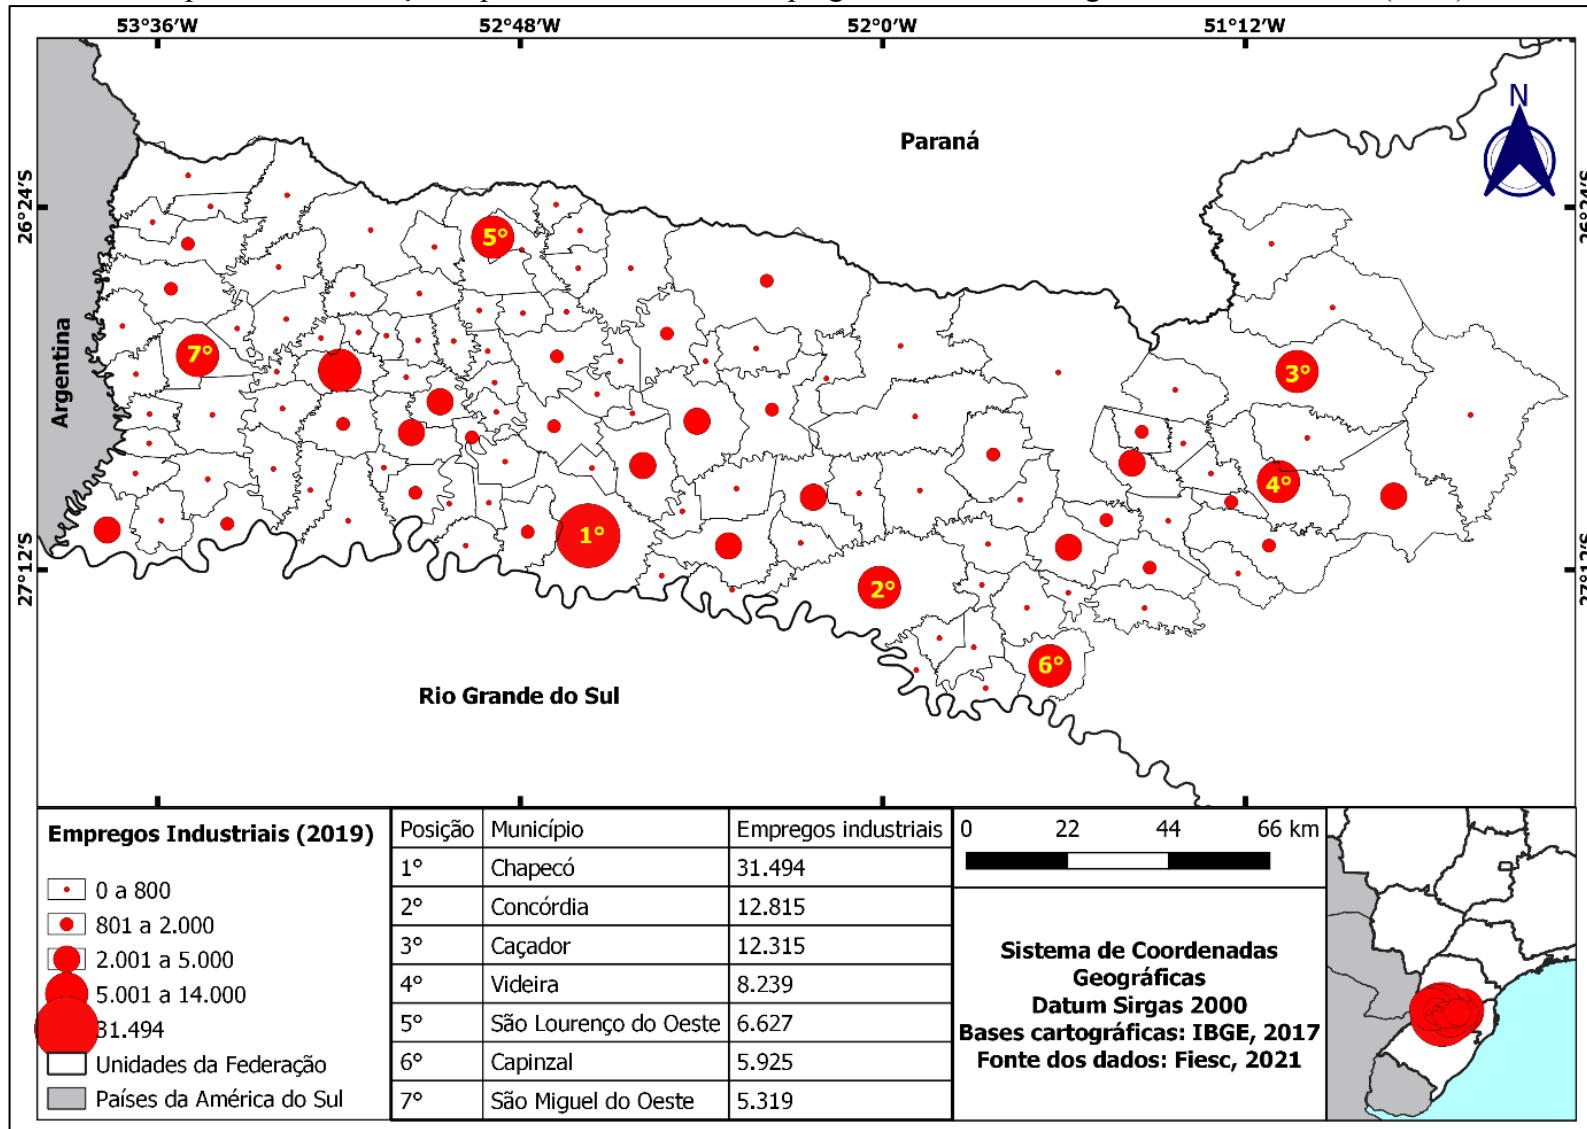 53°36′W 52°48′W 52°0′W 51°12′W
N
Paraná
26°24′S
26°24′S
5°
7°
3°
Argentina
4°
1°
27°12′S
27°12′S
2°
6°
Rio Grande do Sul
Empregos Industriais (2019)
0 a 800
801 a 2.000
2.001 a 5.000
5.001 a 14.000
31.494
Unidades da Federação
Países da América do Sul
Posição Município Empregos industriais
1° Chapecó 31.494
2° Concórdia 12.815
3° Caçador 12.315
4° Videira 8.239
5° São Lourenço do Oeste 6.627
6° Capinzal 5.925
7° São Miguel do Oeste 5.319
0 22 44 66 km
Sistema de Coordenadas
Geográficas
Datum Sirgas 2000
Bases cartográficas: IBGE, 2017
Fonte dos dados: Fiesc, 2021